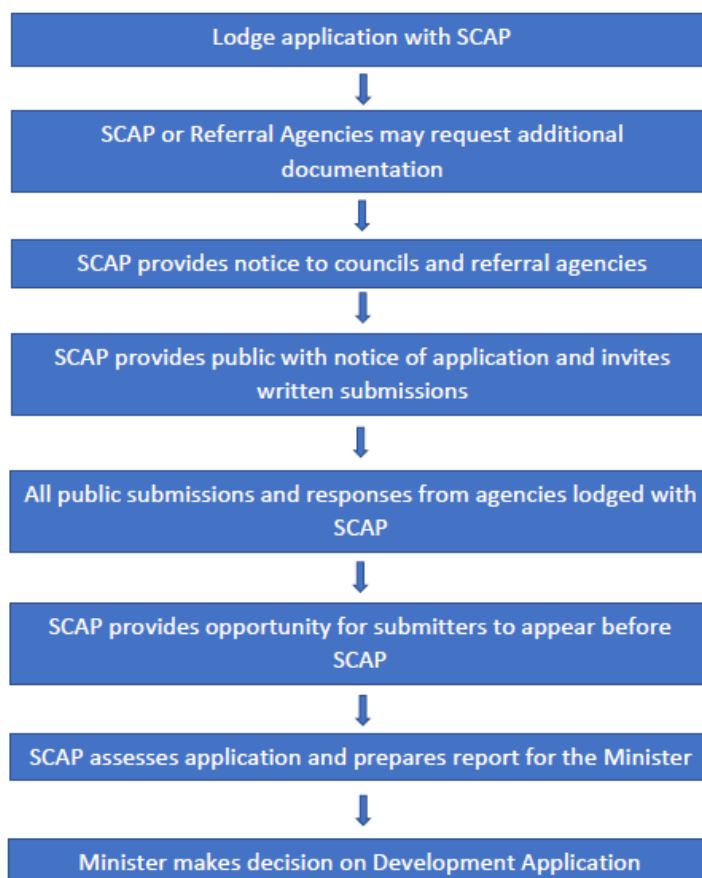 Lodge application with SCAP
SCAP or Referral Agencies may request additional
documentation
SCAP provides notice to councils and referral agencies
SCAP provides public with notice of application and invites
written submissions
All public submissions and responses from agencies lodged with
SCAP
SCAP provides opportunity for submitters to appear before
SCAP
SCAP assesses application and prepares report for the Minister
Minister makes decision on Development Application